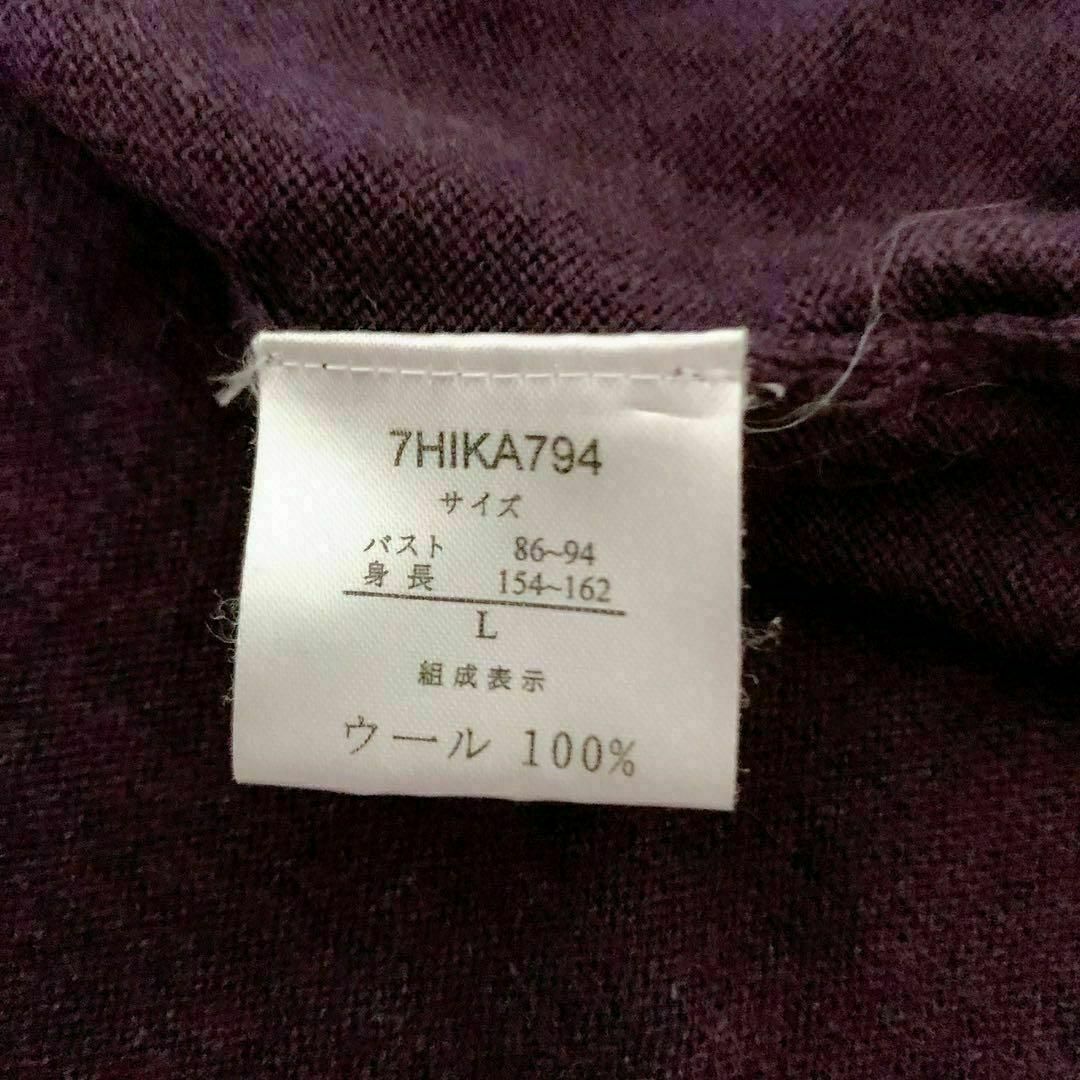 7HIKA794
サイズ
バスト 86~94
身長 154~162
L
組成表示
ウール 100%